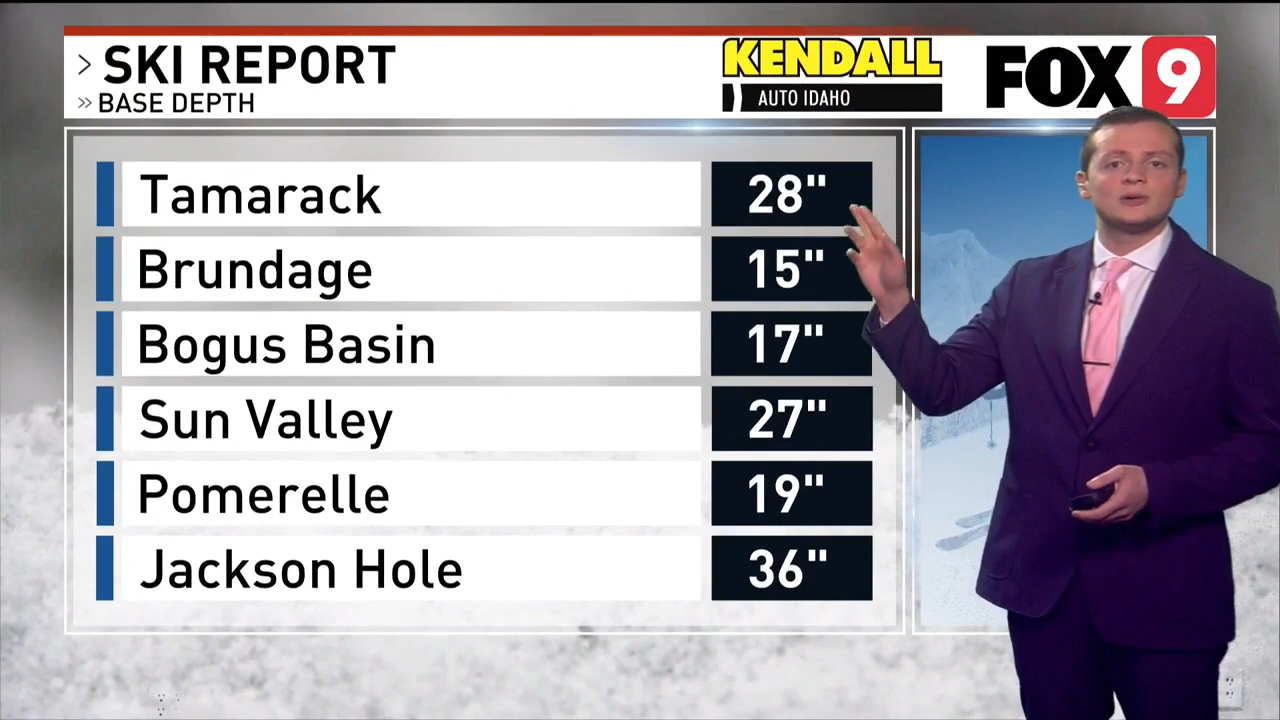 > SKI REPORT
» BASE DEPTH
KENDALL
AUTO IDAHO
FOX 9
Tamarack 28"
Brundage 15"
Bogus Basin 17"
Sun Valley 27"
Pomerelle 19"
Jackson Hole 36"